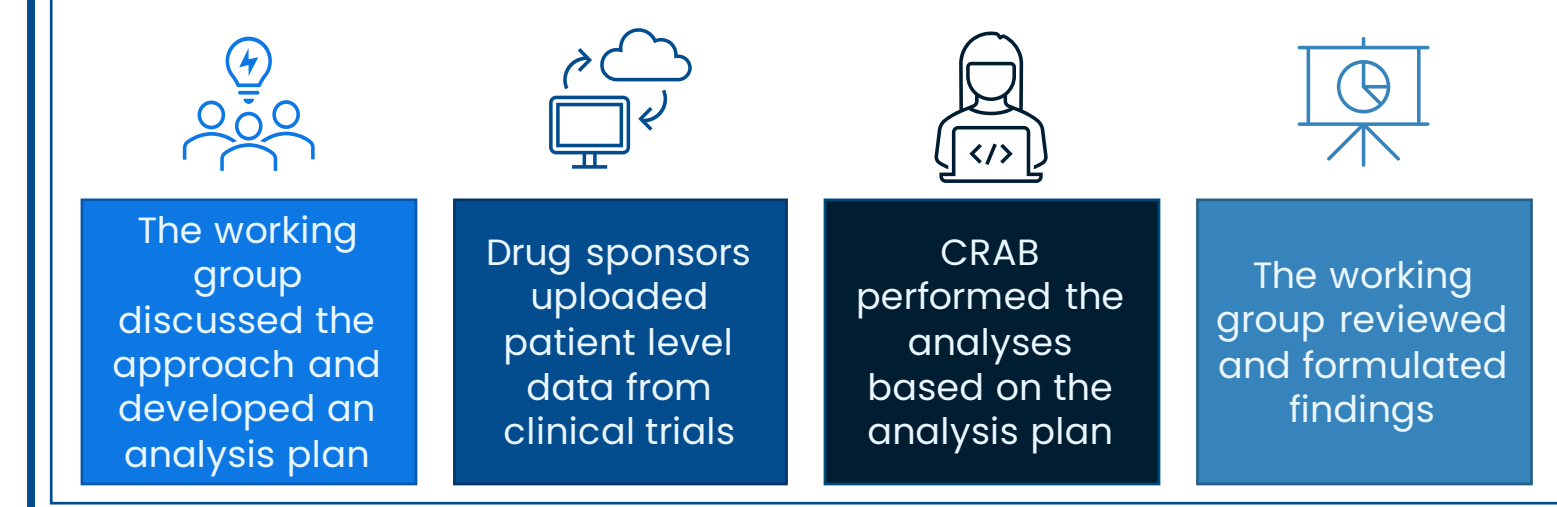 </>
The working
group
discussed the
approach and
developed an
analysis plan
Drug sponsors
uploaded
patient level
data from
clinical trials
CRAB
performed the
analyses
based on the
analysis plan
The working
group reviewed
and formulated
findings